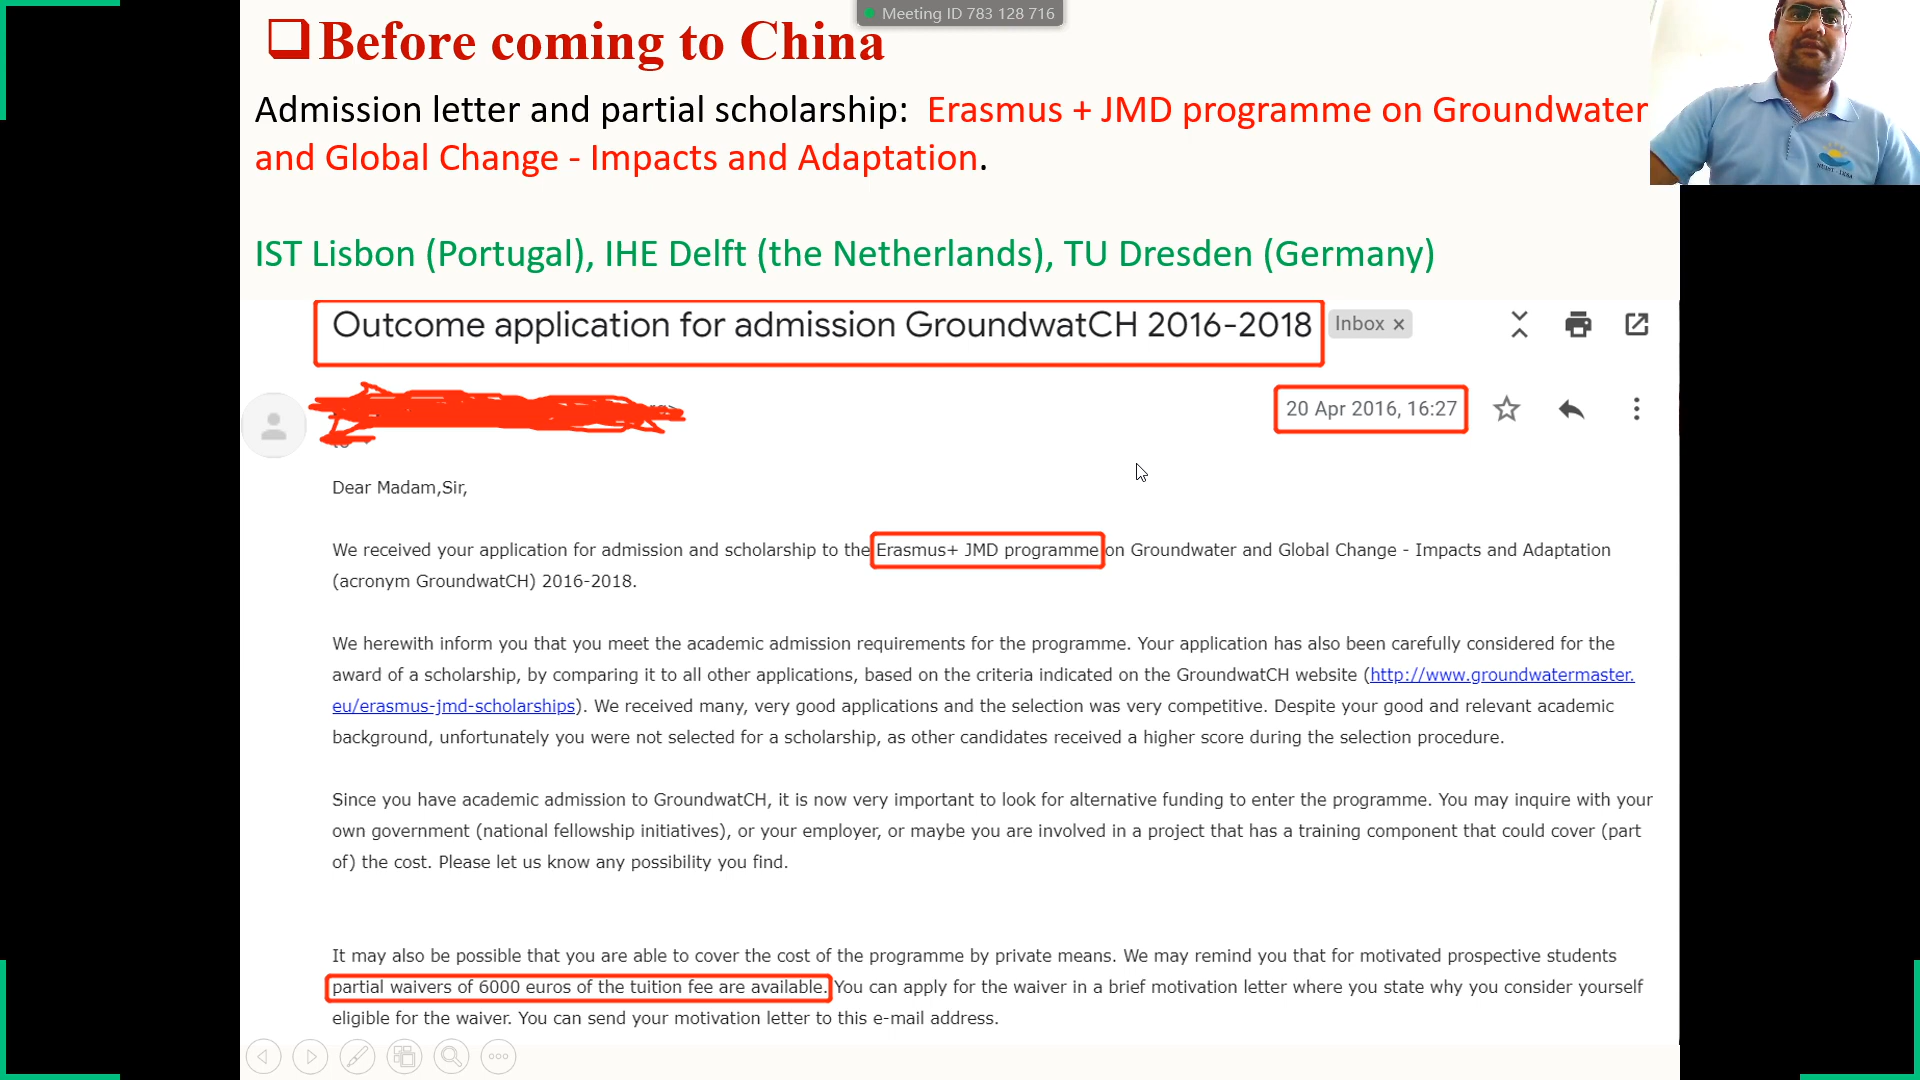 Meeting ID 783 128 716
❑Before coming to China
Admission letter and partial scholarship: Erasmus + JMD programme on Groundwater
and Global Change - Impacts and Adaptation.
IST Lisbon (Portugal), IHE Delft (the Netherlands), TU Dresden (Germany)
Outcome application for admission GroundwatCH 2016-2018
Inbox ×
20 Apr 2016, 16:27
Dear Madam,Sir,
We received your application for admission and scholarship to the Erasmus+ JMD programme on Groundwater and Global Change - Impacts and Adaptation
(acronym GroundwatCH) 2016-2018.
We herewith inform you that you meet the academic admission requirements for the programme. Your application has also been carefully considered for the
award of a scholarship, by comparing it to all other applications, based on the criteria indicated on the GroundwatCH website (http://www.groundwatermaster.
eu/erasmus-jmd-scholarships). We received many, very good applications and the selection was very competitive. Despite your good and relevant academic
background, unfortunately you were not selected for a scholarship, as other candidates received a higher score during the selection procedure.
Since you have academic admission to GroundwatCH, it is now very important to look for alternative funding to enter the programme. You may inquire with your
own government (national fellowship initiatives), or your employer, or maybe you are involved in a project that has a training component that could cover (part
of) the cost. Please let us know any possibility you find.
It may also be possible that you are able to cover the cost of the programme by private means. We may remind you that for motivated prospective students
partial waivers of 6000 euros of the tuition fee are available. You can apply for the waiver in a brief motivation letter where you state why you consider yourself
eligible for the waiver. You can send your motivation letter to this e-mail address.